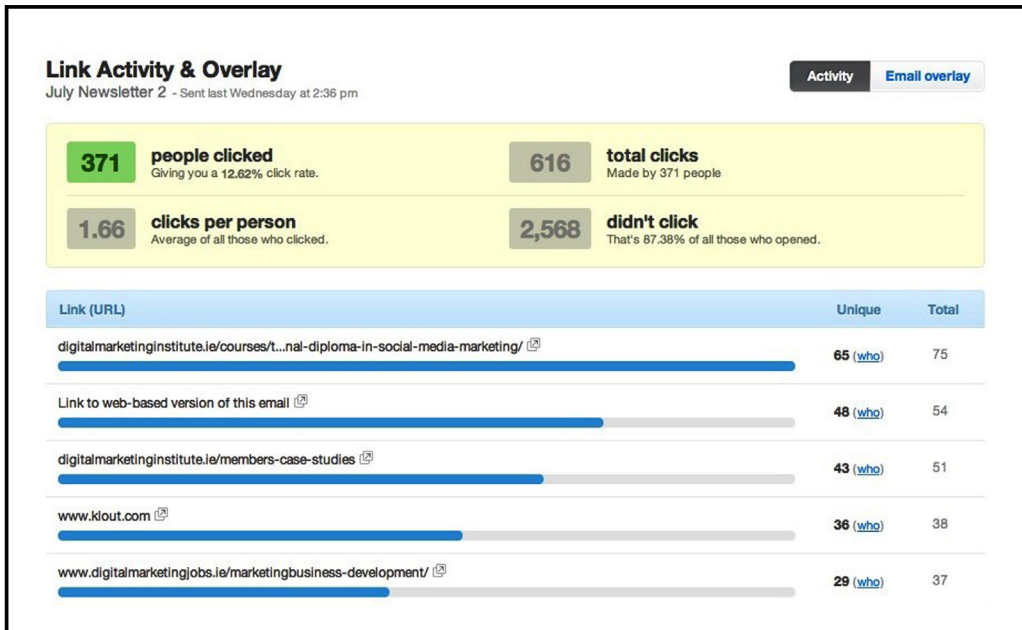 Link Activity & Overlay
July Newsletter 2 - Sent last Wednesday at 2:36 pm
Activity Email overlay
371 people clicked
Giving you a 12.62% click rate.
616 total clicks
Made by 371 people
1.66 clicks per person
Average of all those who clicked.
2,568 didn't click
That's 87.38% of all those who opened.
Link (URL) Unique Total
digitalmarketinginstitute.ie/courses/t...nal-diploma-in-social-media-marketing/
65 (who) 75
Link to web-based version of this email
48 (who) 54
digitalmarketinginstitute.ie/members-case-studies
43 (who) 51
www.klout.com
36 (who) 38
www.digitalmarketingjobs.ie/marketingbusiness-development/
29 (who) 37